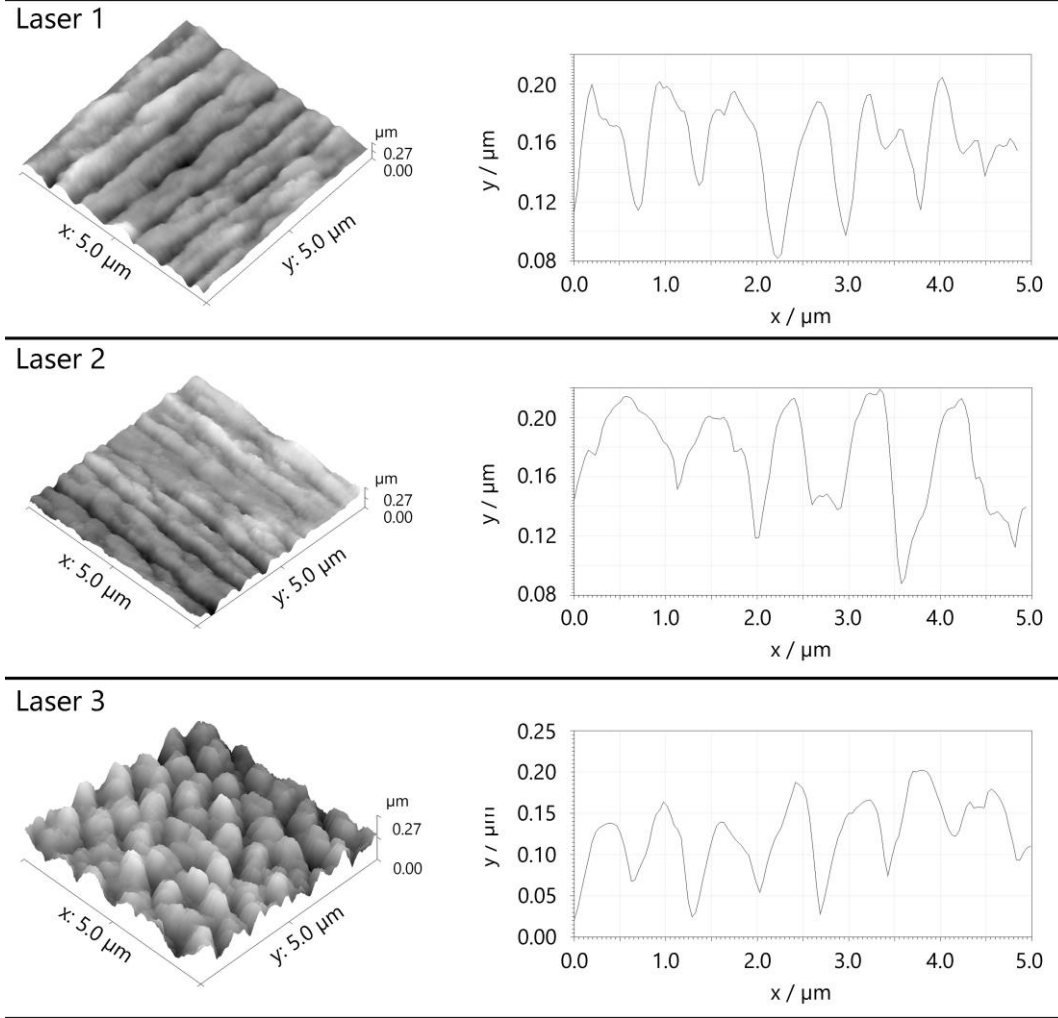 Laser 1
µm
0.27
0.00
x: 5.0 µm
y: 5.0 µm
0.20
0.16
0.12
0.08
y / µm
0.0
1.0
2.0
3.0
4.0
5.0
x / µm
Laser 2
µm
0.27
0.00
x: 5.0 µm
y: 5.0 µm
0.20
0.16
0.12
0.08
y / µm
0.0
1.0
2.0
3.0
4.0
5.0
x / µm
Laser 3
µm
0.27
0.00
x: 5.0 µm
y: 5.0 µm
0.25
0.20
0.15
0.10
0.05
0.00
y / µm
0.0
1.0
2.0
3.0
4.0
5.0
x / µm